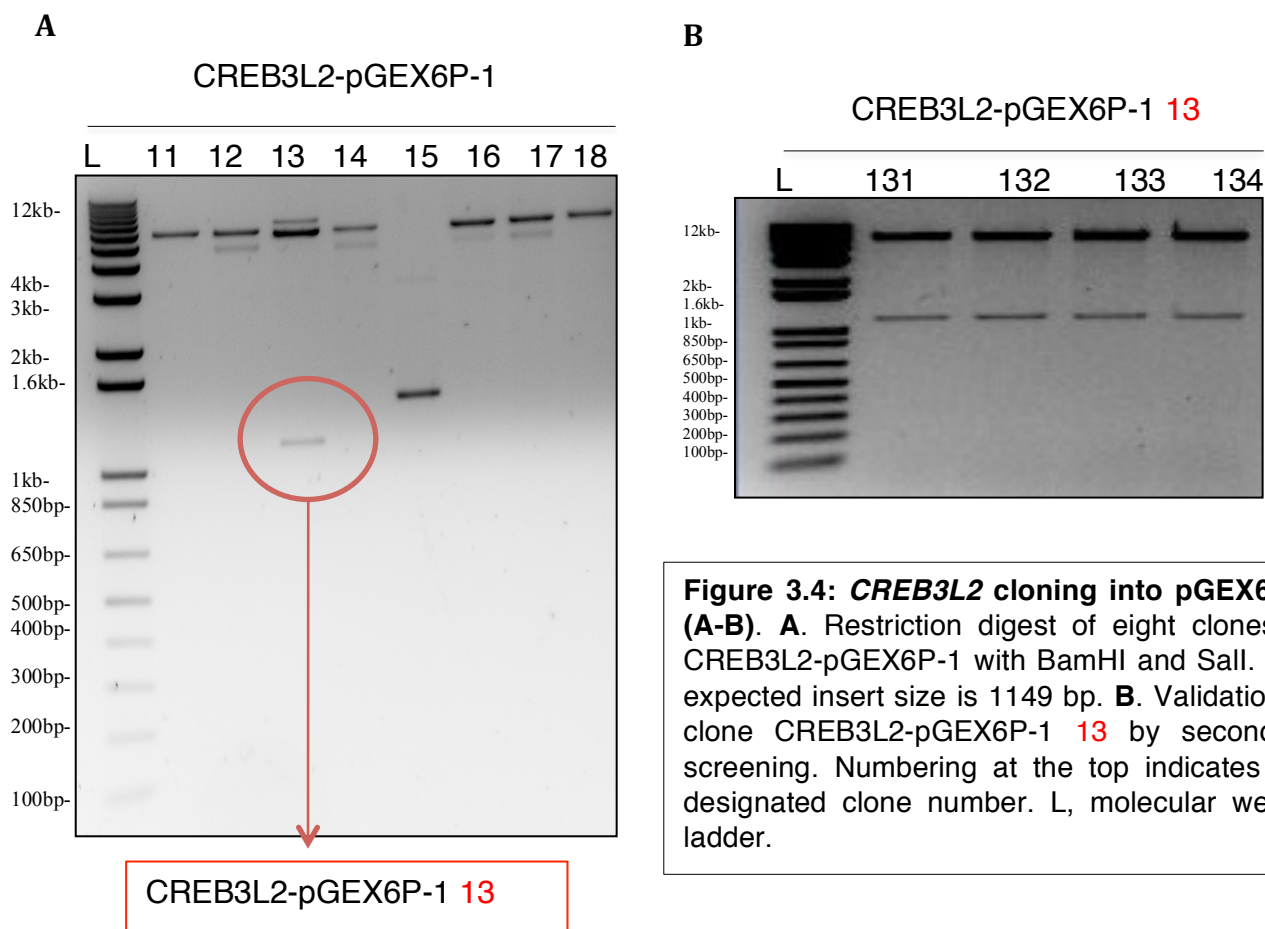 A
CREB3L2-pGEX6P-1
L 11 12 13 14 15 16 17 18
12kb-
4kb-
3kb-
2kb-
1.6kb-
1kb-
850bp-
650bp-
500bp-
400bp-
300bp-
200bp-
100bp-
CREB3L2-pGEX6P-1 13
B
CREB3L2-pGEX6P-1 13
L 131 132 133 134
12kb-
2kb-
1.6kb-
1kb-
850bp-
650bp-
500bp-
400bp-
300bp-
200bp-
100bp-
Figure 3.4: CREB3L2 cloning into pGEX6
(A-B). A. Restriction digest of eight clones
CREB3L2-pGEX6P-1 with BamHI and SalI.
expected insert size is 1149 bp. B. Validation
clone CREB3L2-pGEX6P-1 13 by second
screening. Numbering at the top indicates
designated clone number. L, molecular we
ladder.